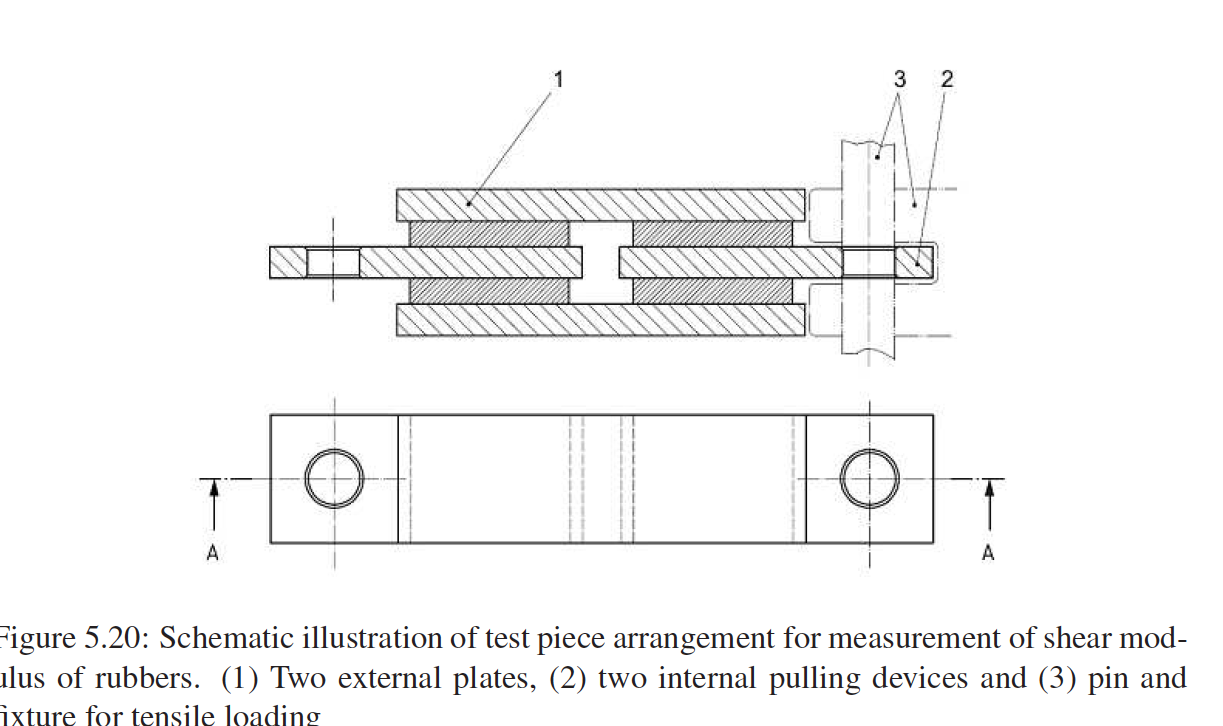 1
3 2
A A
Figure 5.20: Schematic illustration of test piece arrangement for measurement of shear mod-
ulus of rubbers. (1) Two external plates, (2) two internal pulling devices and (3) pin and
fixture for tensile loading